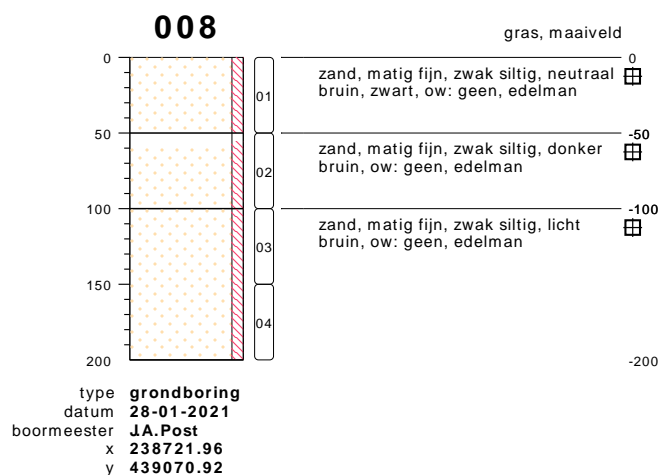 008
gras, maaiveld
0
0
zand, matig fijn, zwak siltig, neutraal
bruin, zwart, ow: geen, edelman
01
50
-50
zand, matig fijn, zwak siltig, donker
bruin, ow: geen, edelman
02
100
-100
zand, matig fijn, zwak siltig, licht
bruin, ow: geen, edelman
03
150
04
200
-200
type grondboring
datum 28-01-2021
boormeester J.A.Post
x 238721.96
y 439070.92